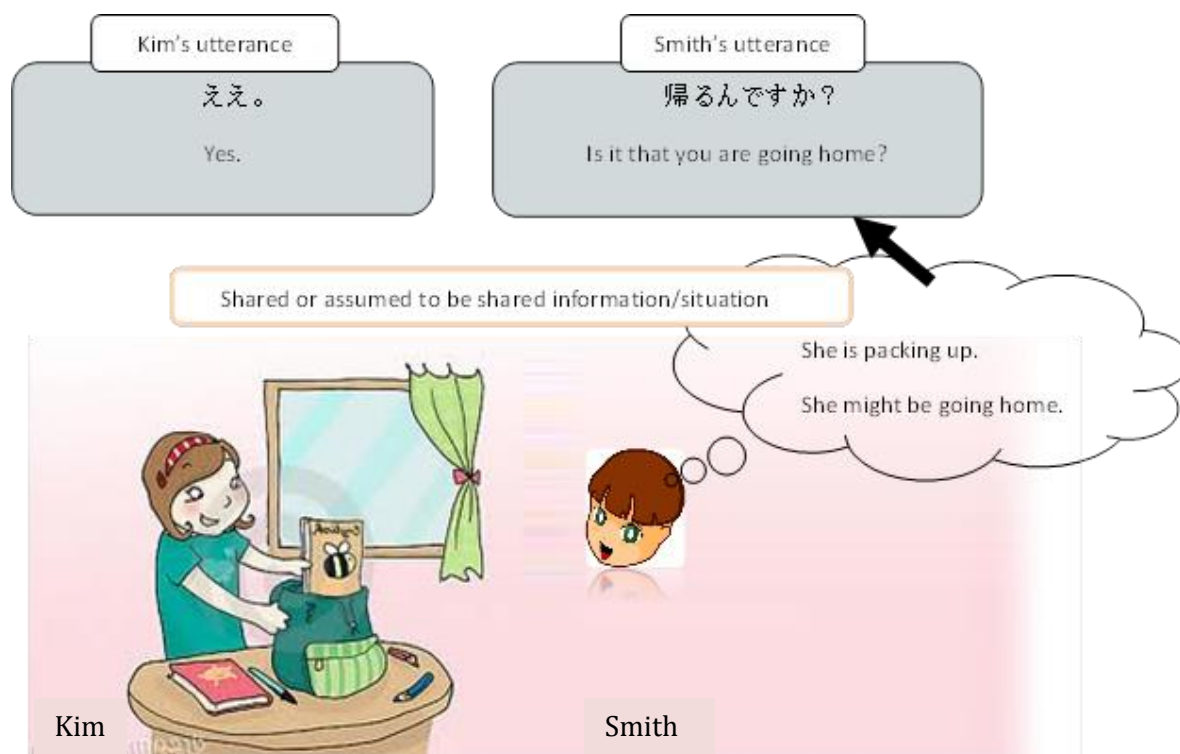 Kim's utterance
ええ。
Yes.
Smith's utterance
帰るんですか？
Is it that you are going home?
Shared or assumed to be shared information/situation
She is packing up.
She might be going home.
Kim
Smith